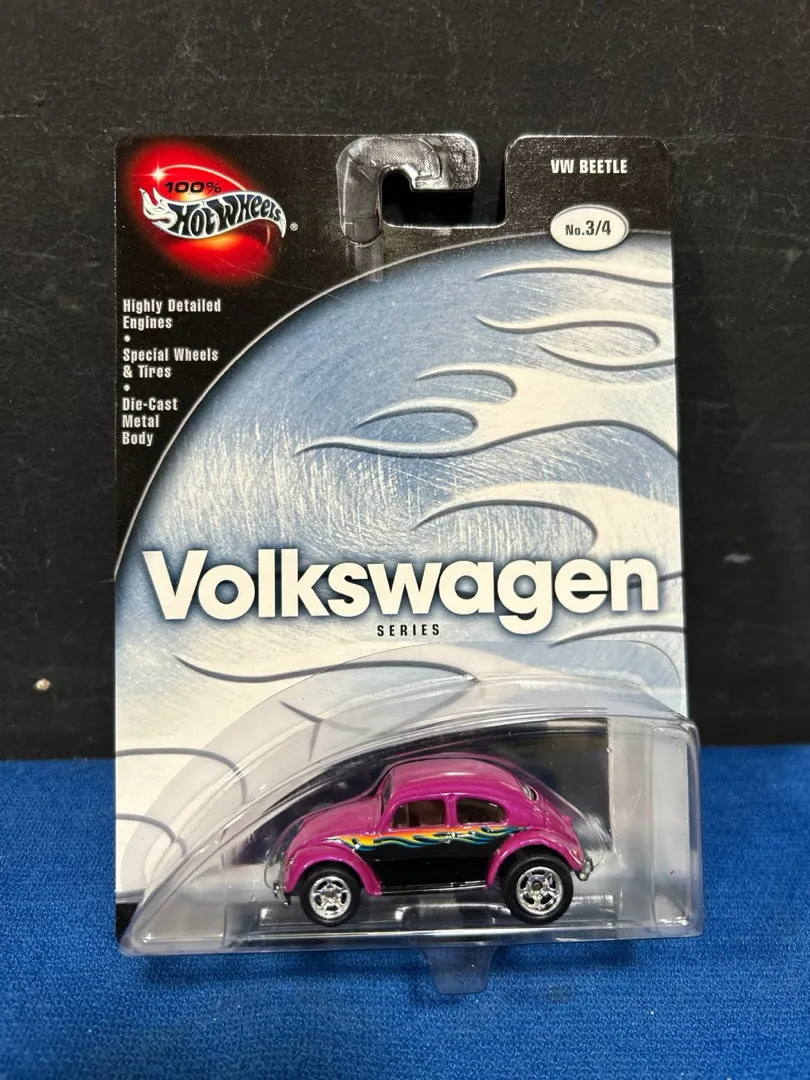 100%
Hot Wheels®
VW BEETLE
No.3/4
Highly Detailed
Engines
•
Special Wheels
& Tires
•
Die-Cast
Metal
Body
Volkswagen
SERIES